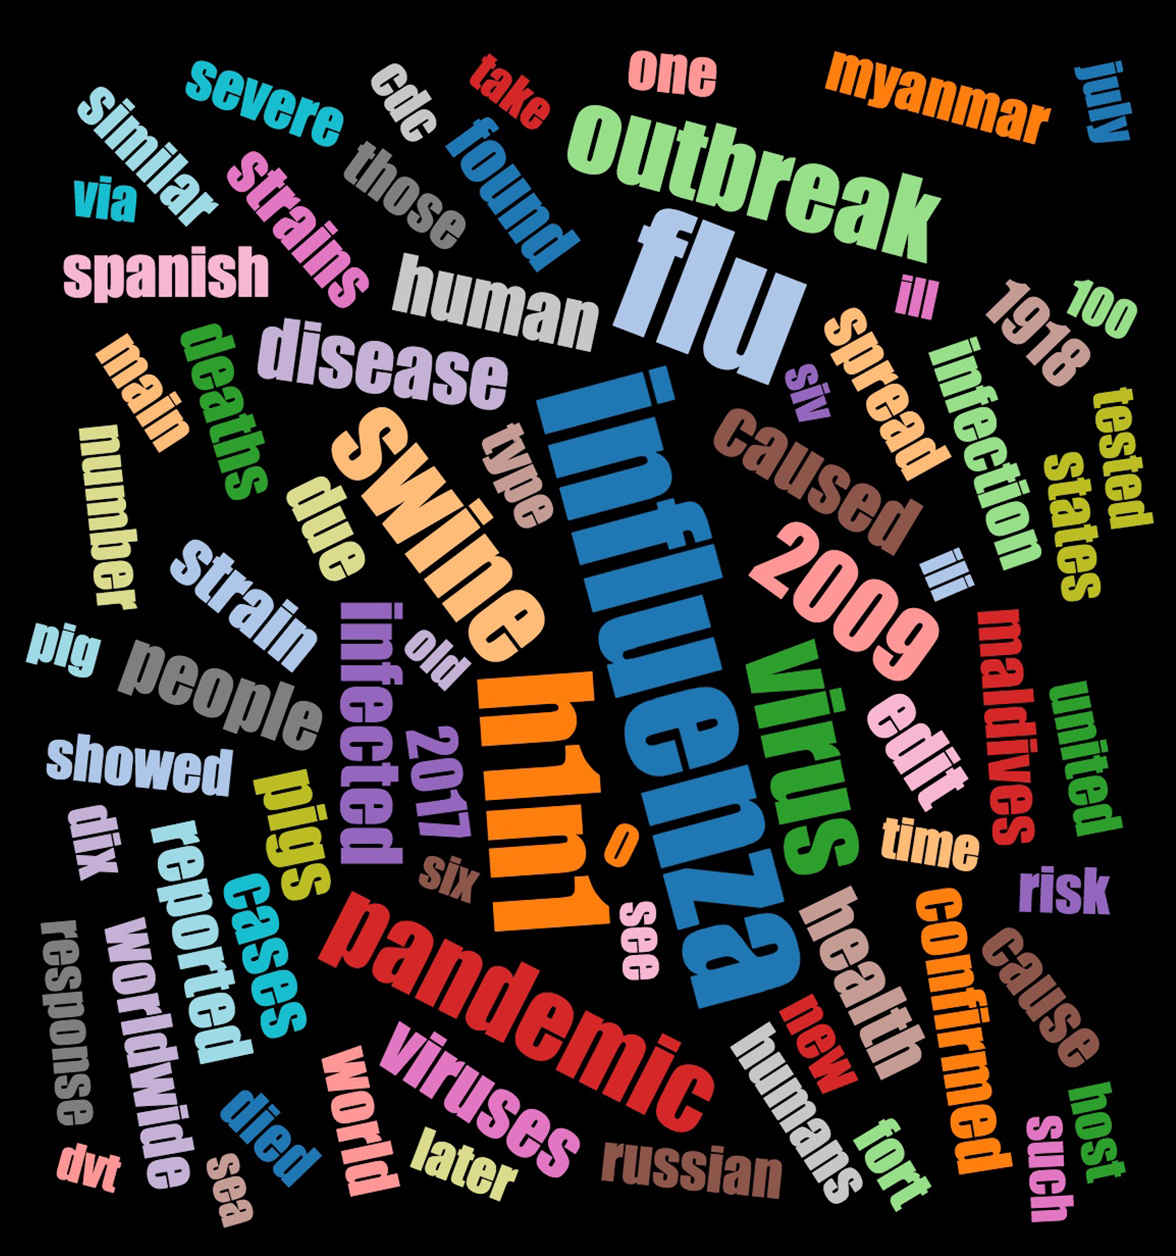 one
myanmar
july
severe
cdc
take
similar
found
outbreak
those
strains
via
flu
spanish
human
ill
1918
100
disease
siv
spread
infection
main
deaths
tested
swine
type
influenza
caused
states
number
due
2009
ili
strain
infected
old
pig
people
maldives
h1n1
virus
edit
united
showed
2017
pigs
time
dix
reported
cases
six
o
see
risk
pandemic
health
confirmed
cause
response
worldwide
new
viruses
humans
world
died
host
later
russian
fort
such
dvt
sea